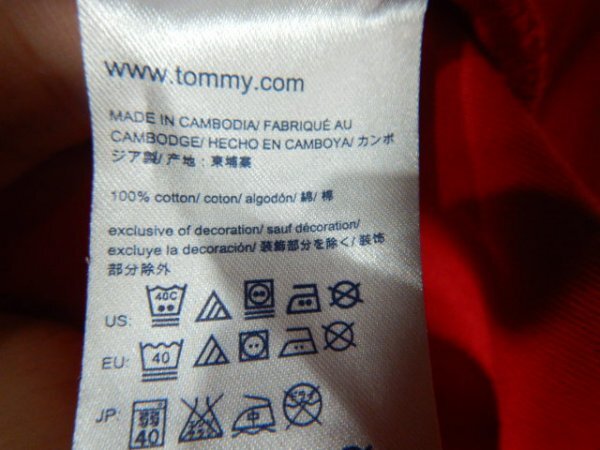 www.tommy.com
MADE IN CAMBODIA/ FABRIQUÉ AU
CAMBODGE/ HECHO EN CAMBOYA/ カンボ
ジア製/ 产地：柬埔寨
100% cotton/ coton/ algodón/ 綿/ 棉
exclusive of decoration/ sauf décoration/
excluye la decoración/ 装飾部分を除く/ 装饰
部分除外
US: 40C
EU: 40
JP: 40 中